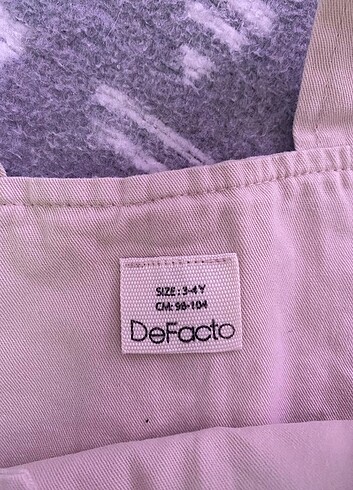 SIZE : 3-4 Y
CM: 98-104
DeFacto